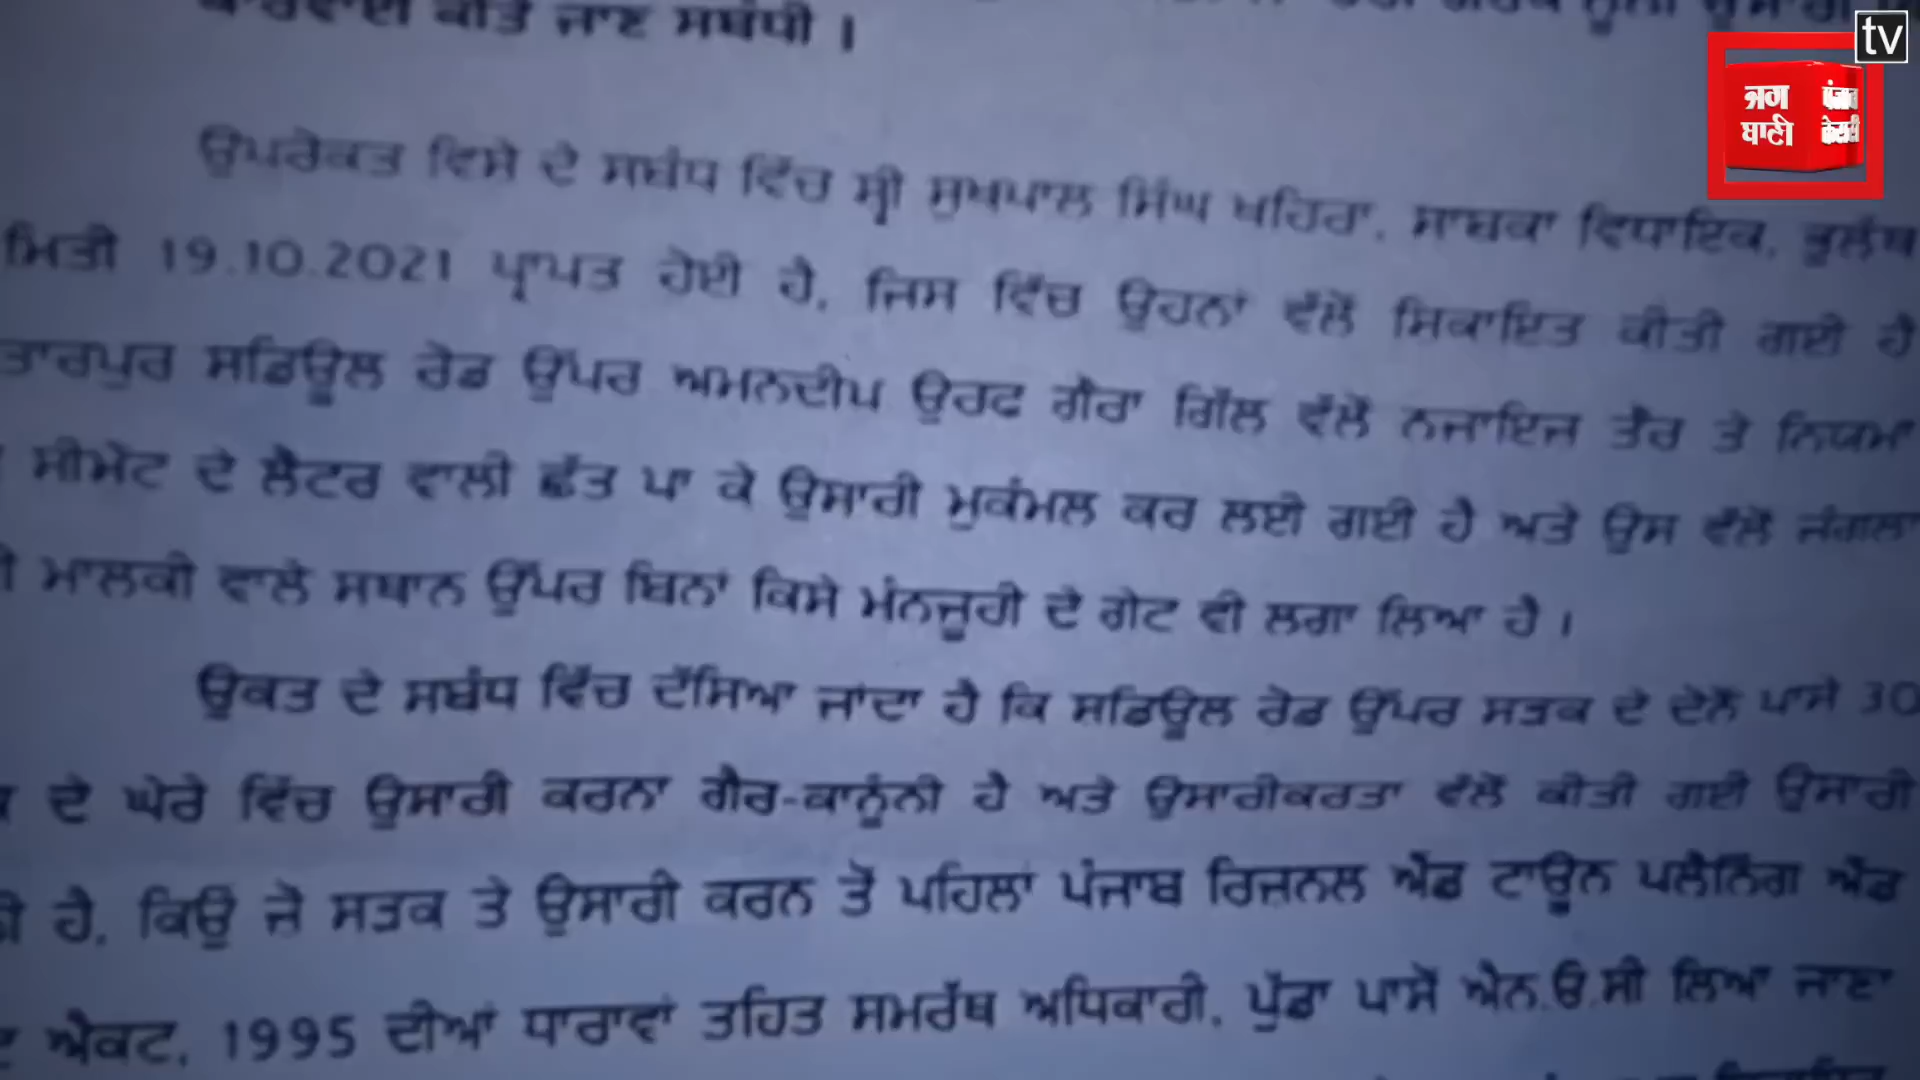 tv
ਜਗ ਬਾਣੀ
ਕੀਤੇ ਜਾਣ ਸਬੰਧੀ ।
ਉਪਰੋਕਤ ਵਿਸੇ ਦੇ ਸਬੰਧ ਵਿੱਚ ਸ੍ਰੀ ਸੁਖਪਾਲ ਸਿੰਘ ਖਹਿਰਾ, ਸਾਬਕਾ ਵਿਧਾਇਕ, ਭੁਲੱਥ
ਮਿਤੀ 19.10.2021 ਪ੍ਰਾਪਤ ਹੋਈ ਹੈ, ਜਿਸ ਵਿੱਚ ਉਹਨਾਂ ਵੱਲੋਂ ਸਿਕਾਇਤ ਕੀਤੀ ਗਈ ਹੈ
ਤਾਰਪੁਰ ਸਡਿਊਲ ਰੋਡ ਉੱਪਰ ਅਮਨਦੀਪ ਉਰਫ ਗੋਰਾ ਗਿੱਲ ਵੱਲੋਂ ਨਜਾਇਜ ਤੌਰ ਤੇ ਨਿਯਮਾਂ
ਸੀਮੇਂਟ ਦੇ ਲੈਂਟਰ ਵਾਲੀ ਛੱਤ ਪਾ ਕੇ ਉਸਾਰੀ ਮੁਕੰਮਲ ਕਰ ਲਈ ਗਈ ਹੈ ਅਤੇ ਉਸ ਵੱਲੋਂ ਜੰਗਲਾ
ਮਾਲਕੀ ਵਾਲੇ ਸਥਾਨ ਉੱਪਰ ਬਿਨਾਂ ਕਿਸੇ ਮੰਨਜੂਹੀ ਦੇ ਗੇਟ ਵੀ ਲਗਾ ਲਿਆ ਹੈ ।
ਉਕਤ ਦੇ ਸਬੰਧ ਵਿੱਚ ਦੱਸਿਆ ਜਾਂਦਾ ਹੈ ਕਿ ਸਡਿਊਲ ਰੋਡ ਉੱਪਰ ਸੜਕ ਦੇ ਦੋਨੋਂ ਪਾਸੇ 30
ਦੇ ਘੇਰੇ ਵਿੱਚ ਉਸਾਰੀ ਕਰਨਾ ਗੈਰ-ਕਾਨੂੰਨੀ ਹੈ ਅਤੇ ਉਸਾਰੀਕਰਤਾ ਵੱਲੋਂ ਕੀਤੀ ਗਈ ਉਸਾਰੀ
ਹੈ, ਕਿਉਂ ਜੋ ਸੜਕ ਤੇ ਉਸਾਰੀ ਕਰਨ ਤੋਂ ਪਹਿਲਾਂ ਪੰਜਾਬ ਰਿਜਨਲ ਐਂਡ ਟਾਊਨ ਪਲੈਨਿੰਗ ਐਂਡ
ਐਕਟ, 1995 ਦੀਆਂ ਧਾਰਾਵਾਂ ਤਹਿਤ ਸਮਰੱਥ ਅਧਿਕਾਰੀ, ਪੁੱਡਾ ਪਾਸੋਂ ਐਨ.ਓ.ਸੀ ਲਿਆ ਜਾਣਾ